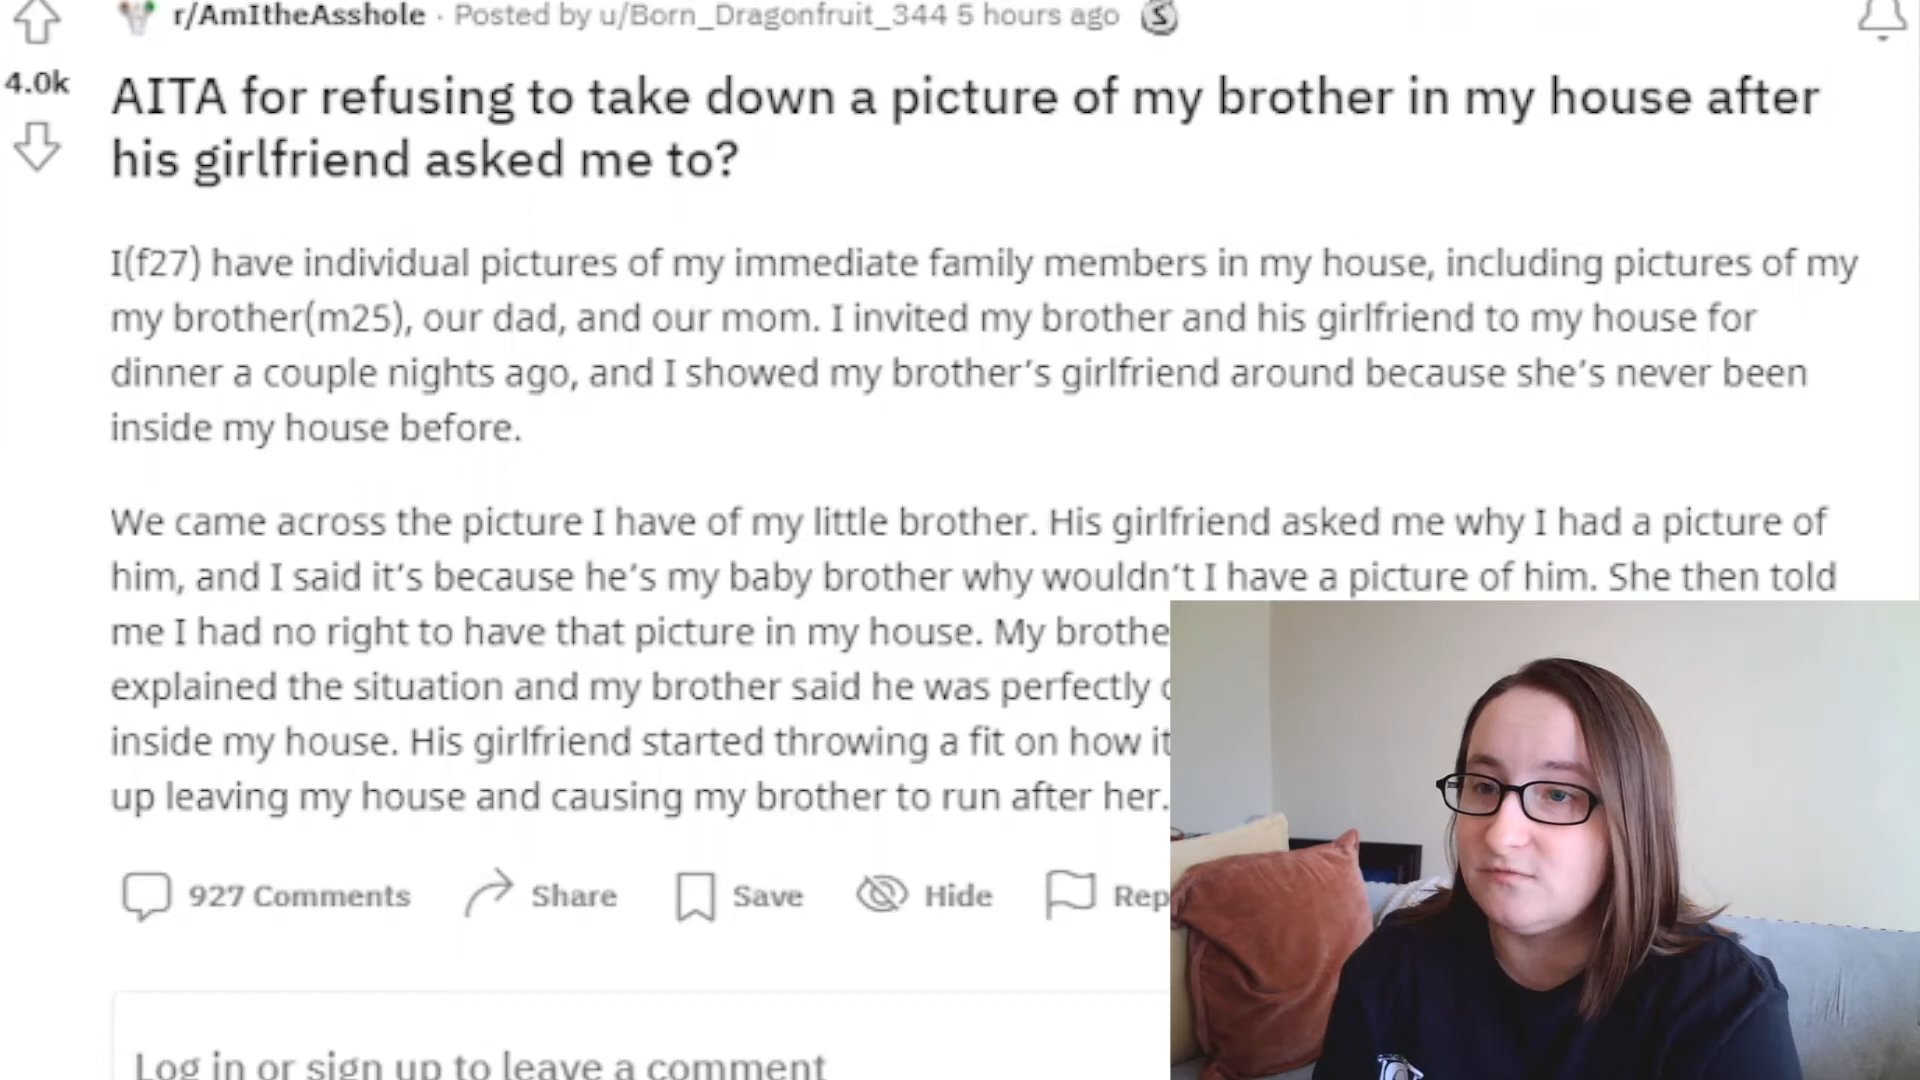 r/AmItheAsshole · Posted by u/Born_Dragonfruit_344 5 hours ago
4.0k
AITA for refusing to take down a picture of my brother in my house after
his girlfriend asked me to?
I(f27) have individual pictures of my immediate family members in my house, including pictures of my
my brother(m25), our dad, and our mom. I invited my brother and his girlfriend to my house for
dinner a couple nights ago, and I showed my brother’s girlfriend around because she’s never been
inside my house before.
We came across the picture I have of my little brother. His girlfriend asked me why I had a picture of
him, and I said it’s because he’s my baby brother why wouldn’t I have a picture of him. She then told
me I had no right to have that picture in my house. My brothe
explained the situation and my brother said he was perfectly
inside my house. His girlfriend started throwing a fit on how it
up leaving my house and causing my brother to run after her.
927 Comments Share Save Hide Rep
Log in or sign up to leave a comment